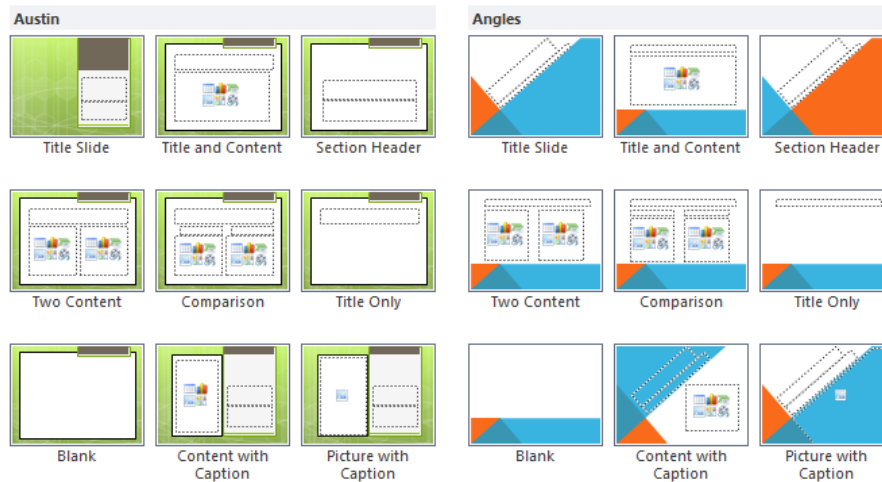 Austin
Title Slide
Title and Content
Section Header
Two Content
Comparison
Title Only
Blank
Content with
Caption
Picture with
Caption
Angles
Title Slide
Title and Content
Section Header
Two Content
Comparison
Title Only
Blank
Content with
Caption
Picture with
Caption